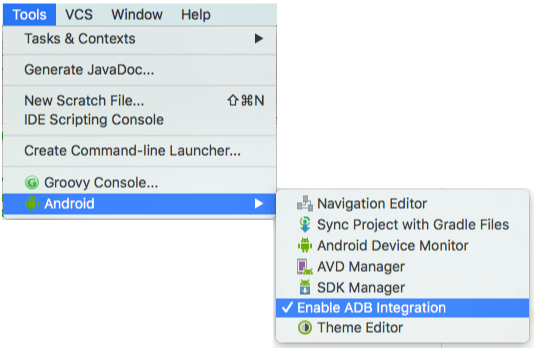 Tools VCS Window Help
Tasks & Contexts
Generate JavaDoc...
New Scratch File... ⇧⌘N
IDE Scripting Console
Create Command-line Launcher...
G Groovy Console...
Android
Navigation Editor
Sync Project with Gradle Files
Android Device Monitor
AVD Manager
SDK Manager
✓ Enable ADB Integration
Theme Editor